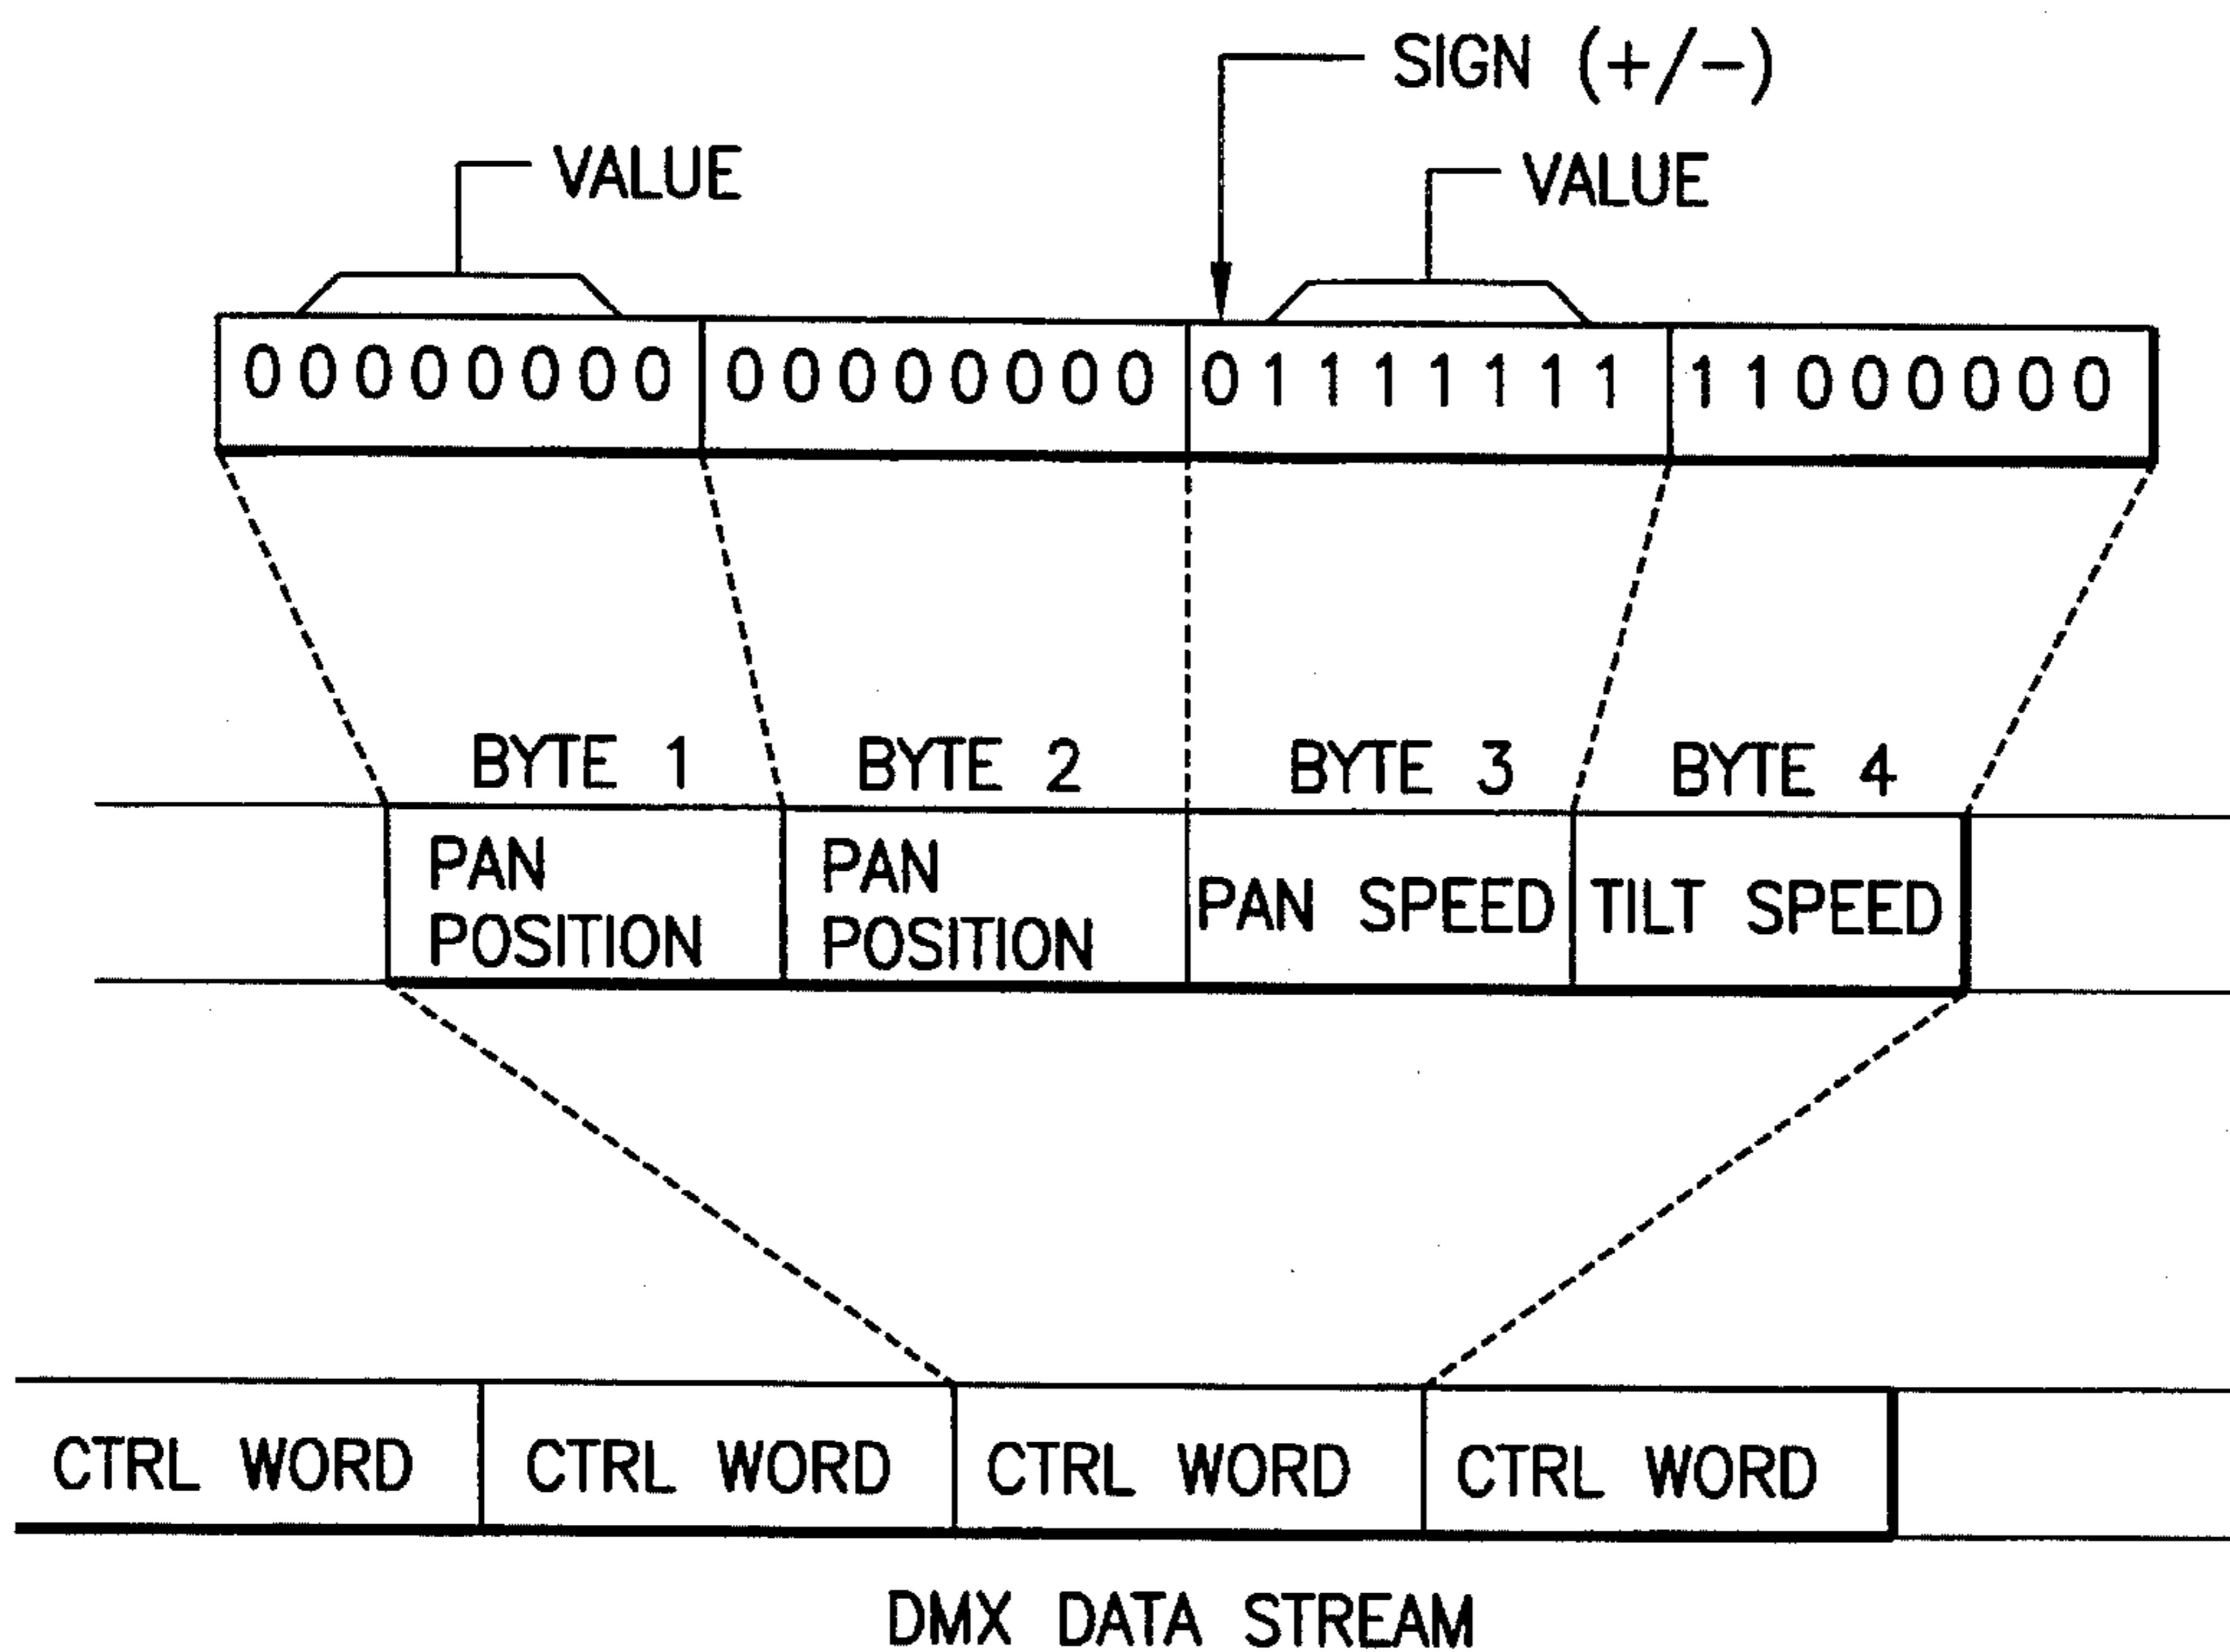 SIGN (+/-)
VALUE
VALUE
00000000 00000000 01111111 11000000
BYTE 1 BYTE 2 BYTE 3 BYTE 4
PAN POSITION PAN POSITION PAN SPEED TILT SPEED
CTRL WORD CTRL WORD CTRL WORD CTRL WORD
DMX DATA STREAM